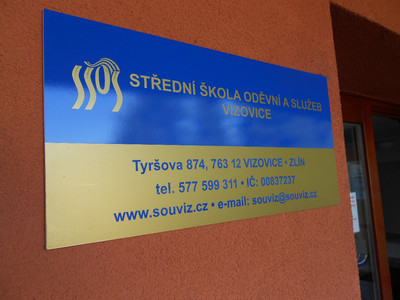 SSOS
STŘEDNÍ ŠKOLA ODĚVNÍ A SLUŽEB
VIZOVICE
Tyršova 874, 763 12 VIZOVICE • ZLÍN
tel. 577 599 311 • IČ: 00837237
www.souviz.cz • e-mail: souviz@souviz.cz